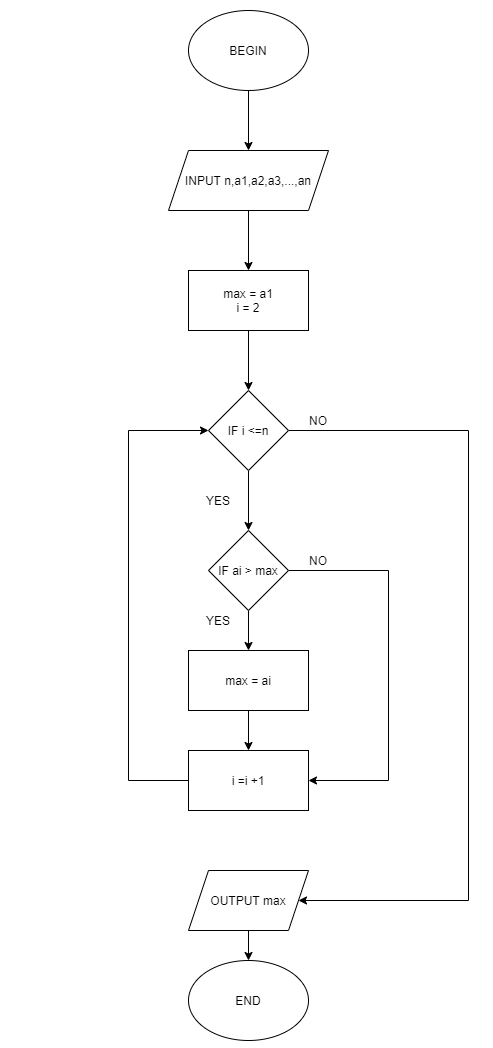 BEGIN
INPUT n,a1,a2,a3,...,an
max = a1
i = 2
IF i <=n
NO
YES
IF ai > max
NO
YES
max = ai
i =i +1
OUTPUT max
END